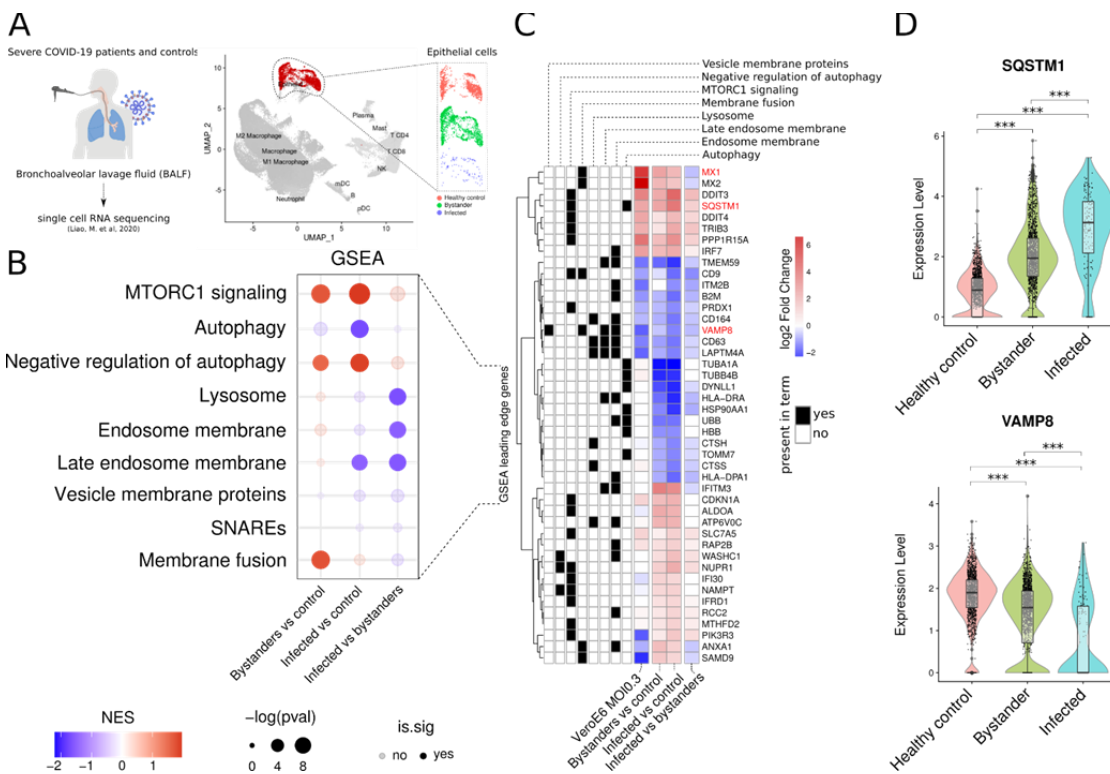 A
Severe COVID-19 patients and controls
Bronchoalveolar lavage fluid (BALF)
single cell RNA sequencing
(Liao, M. et al, 2020)
UMAP_2
10
5
0
-5
-5
0
5
10
UMAP_1
Epithelial
M2 Macrophage
Macrophage
M1 Macrophage
Neutrophil
Plasma
Mast
T CD4
T CD8
NK
mDC
B
pDC
Epithelial cells
Healthy control
Bystander
Infected
B
GSEA
MTORC1 signaling
Autophagy
Negative regulation of autophagy
Lysosome
Endosome membrane
Late endosome membrane
Vesicle membrane proteins
SNAREs
Membrane fusion
Bystanders vs control
Infected vs control
Infected vs bystanders
NES
-2 -1 0 1
-log(pval)
0 4 8
is.sig
no yes
C
Vesicle membrane proteins
Negative regulation of autophagy
MTORC1 signaling
Membrane fusion
Lysosome
Late endosome membrane
Endosome membrane
Autophagy
GSEA leading edge genes
MX1
MX2
DDIT3
SQSTM1
DDIT4
TRIB3
PPP1R15A
IRF7
TMEM59
CD9
ITM2B
B2M
PRDX1
CD164
VAMP8
CD63
LAPTM4A
TUBA1A
TUBB4B
DYNLL1
HLA-DRA
HSP90AA1
UBB
HBB
CTSH
TOMM7
CTSS
HLA-DPA1
IFITM3
CDKN1A
ALDOA
ATP6V0C
SLC7A5
RAP2B
WASHC1
NUPR1
IFI30
NAMPT
IFRD1
RCC2
MTHFD2
PIK3R3
ANXA1
SAMD9
VeroE6 MOI0.3
Bystanders vs control
Infected vs control
Infected vs bystanders
log2 Fold Change
6
4
2
0
-2
present in term
yes
no
D
SQSTM1
***
***
***
Expression Level
6
4
2
0
Healthy control
Bystander
Infected
VAMP8
***
***
***
Expression Level
4
3
2
1
0
Healthy control
Bystander
Infected